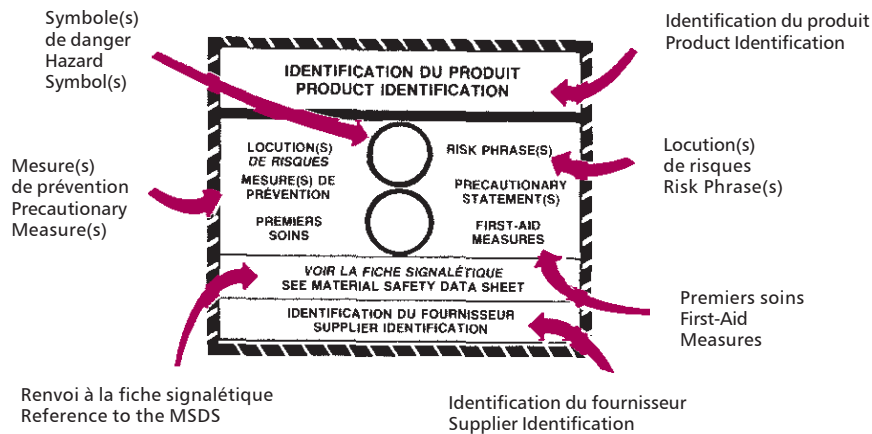 Symbole(s)
de danger
Hazard
Symbol(s)
Identification du produit
Product Identification
IDENTIFICATION DU PRODUIT
PRODUCT IDENTIFICATION
LOCUTION(S)
DE RISQUES
MESURE(S) DE
PRÉVENTION
PREMIERS
SOINS
RISK PHRASE(S)
PRECAUTIONARY
STATEMENT(S)
FIRST-AID
MEASURES
Mesure(s)
de prévention
Precautionary
Measure(s)
Locution(s)
de risques
Risk Phrase(s)
VOIR LA FICHE SIGNALÉTIQUE
SEE MATERIAL SAFETY DATA SHEET
IDENTIFICATION DU FOURNISSEUR
SUPPLIER IDENTIFICATION
Premiers soins
First-Aid
Measures
Renvoi à la fiche signalétique
Reference to the MSDS
Identification du fournisseur
Supplier Identification